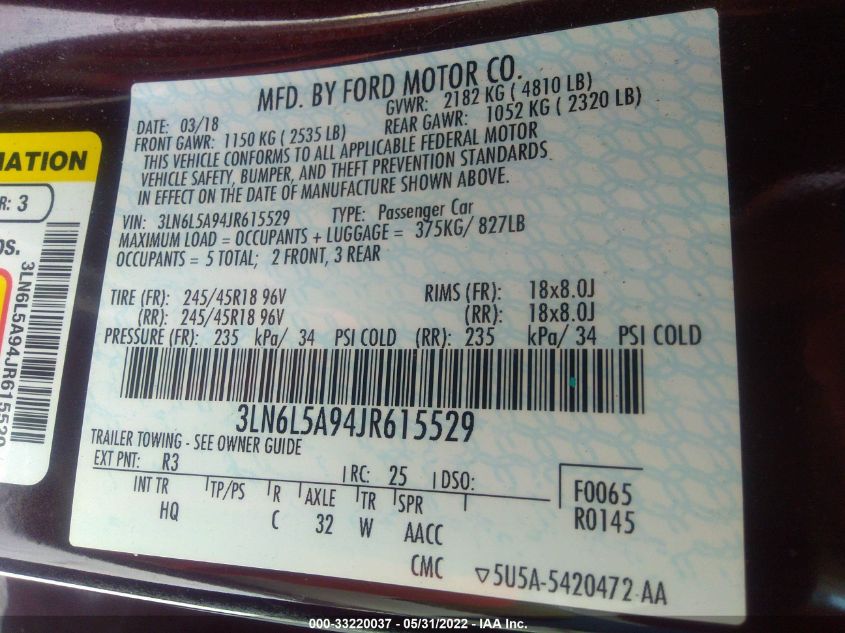 MFD. BY FORD MOTOR CO.
DATE: 03/18 GVWR: 2182 KG ( 4810 LB)
FRONT GAWR: 1150 KG ( 2535 LB) REAR GAWR: 1052 KG ( 2320 LB)
THIS VEHICLE CONFORMS TO ALL APPLICABLE FEDERAL MOTOR
VEHICLE SAFETY, BUMPER, AND THEFT PREVENTION STANDARDS
IN EFFECT ON THE DATE OF MANUFACTURE SHOWN ABOVE.
VIN: 3LN6L5A94JR615529 TYPE: Passenger Car
MAXIMUM LOAD = OCCUPANTS + LUGGAGE = 375KG/ 827LB
OCCUPANTS = 5 TOTAL; 2 FRONT, 3 REAR
TIRE (FR): 245/45R18 96V RIMS (FR): 18x8.0J
(RR): 245/45R18 96V (RR): 18x8.0J
PRESSURE (FR): 235 kPa/ 34 PSI COLD (RR): 235 kPa/ 34 PSI COLD
3LN6L5A94JR615529
TRAILER TOWING - SEE OWNER GUIDE
EXT PNT: R3 RC: 25 DSO:
INT TR TP/PS R AXLE TR SPR F0065
HQ C 32 W AACC R0145
CMC ▽5U5A-5420472 AA
MATION
R: 3
OS.
3LN6L5A94JR615529
000-33220037 - 05/31/2022 - IAA Inc.